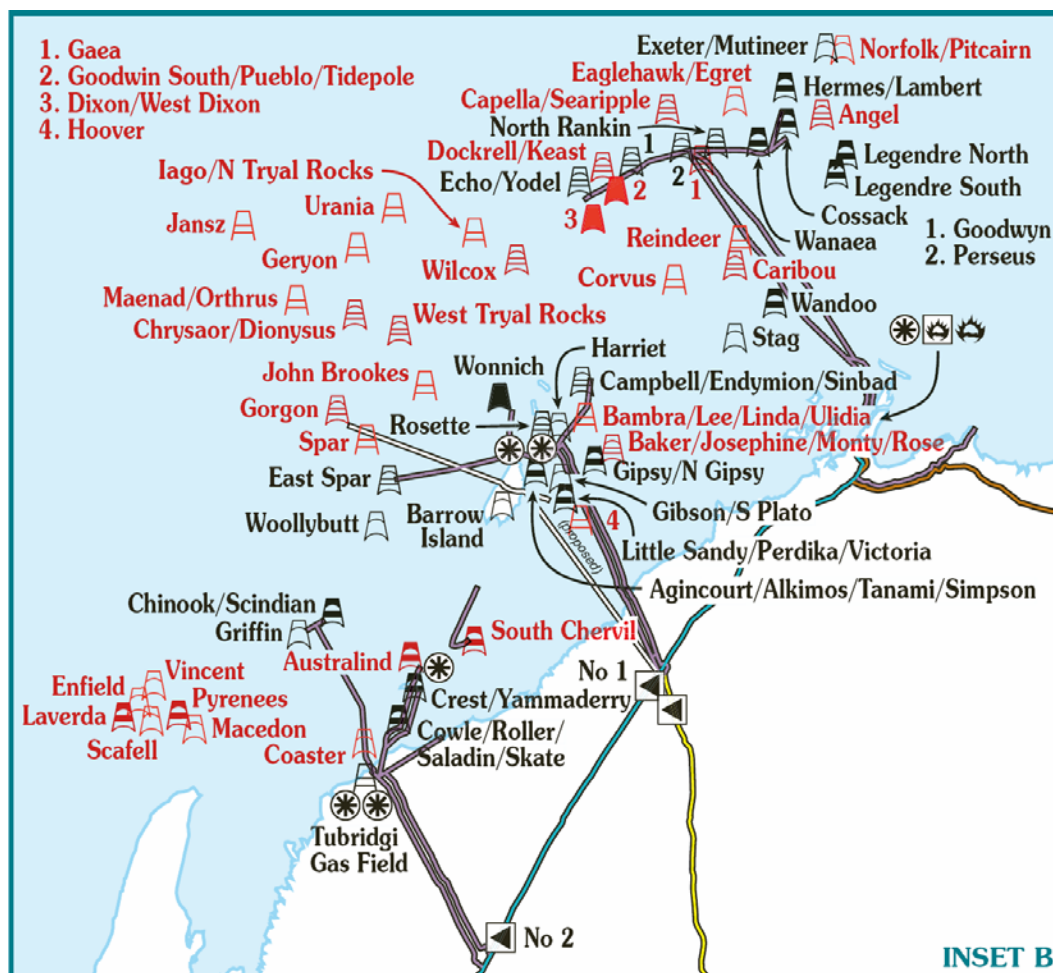 1. Gaea
2. Goodwin South/Pueblo/Tidepole
3. Dixon/West Dixon
4. Hoover
Exeter/Mutineer
Norfolk/Pitcairn
Eaglehawk/Egret
Hermes/Lambert
Capella/Searipple
Angel
North Rankin
1
Dockrell/Keast
2
1
Legendre North
Echo/Yodel
2
Legendre South
Iago/N Tryal Rocks
3
Cossack
Urania
1. Goodwyn
Jansz
Reindeer
Wanaea
2. Perseus
Geryon
Wilcox
Corvus
Caribou
Maenad/Orthrus
Wandoo
Chrysaor/Dionysus
West Tryal Rocks
Stag
Harriet
Wonnich
John Brookes
Campbell/Endymion/Sinbad
Gorgon
Rosette
Bambra/Lee/Linda/Ulidia
Spar
Baker/Josephine/Monty/Rose
Gipsy/N Gipsy
East Spar
Gibson/S Plato
Woollybutt
Barrow
Island
4
(proposed)
Little Sandy/Perdika/Victoria
Agincourt/Alkimos/Tanami/Simpson
Chinook/Scindian
Griffin
South Chervil
Australind
No 1
Vincent
Enfield
Pyrenees
Crest/Yammaderry
Laverda
Macedon
Cowle/Roller/
Saladin/Skate
Scafell
Coaster
Tubridgi
Gas Field
No 2
INSET B